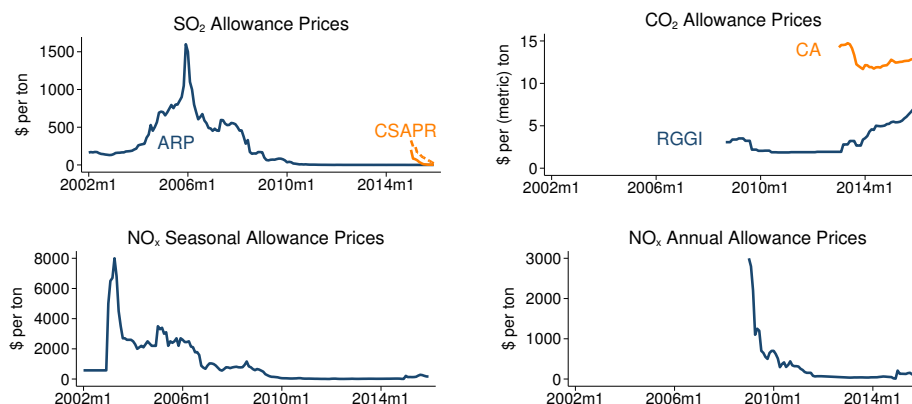 SO₂ Allowance Prices
$ per ton
1500
1000
500
0
ARP
CSAPR
2002m1 2006m1 2010m1 2014m1
CO₂ Allowance Prices
$ per (metric) ton
15
10
5
0
CA
RGGI
2002m1 2006m1 2010m1 2014m1
NOₓ Seasonal Allowance Prices
$ per ton
8000
6000
4000
2000
0
2002m1 2006m1 2010m1 2014m1
NOₓ Annual Allowance Prices
$ per ton
3000
2000
1000
0
2002m1 2006m1 2010m1 2014m1